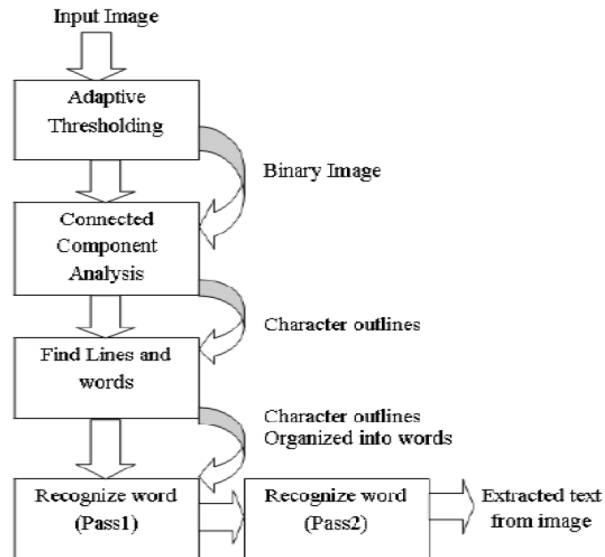 Input Image
Adaptive
Thresholding
Binary Image
Connected
Component
Analysis
Character outlines
Find Lines and
words
Character outlines
Organized into words
Recognize word
(Pass1)
Recognize word
(Pass2)
Extracted text
from image